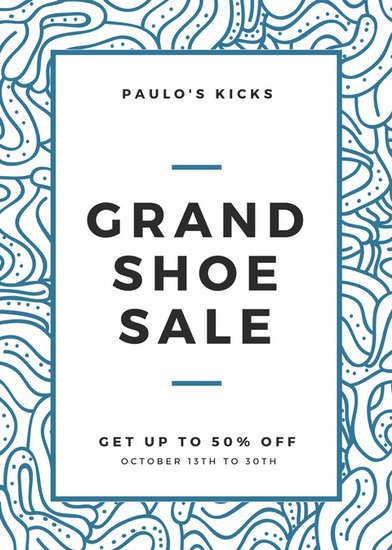 PAULO'S KICKS
GRAND
SHOE
SALE
GET UP TO 50% OFF
OCTOBER 13TH TO 30TH